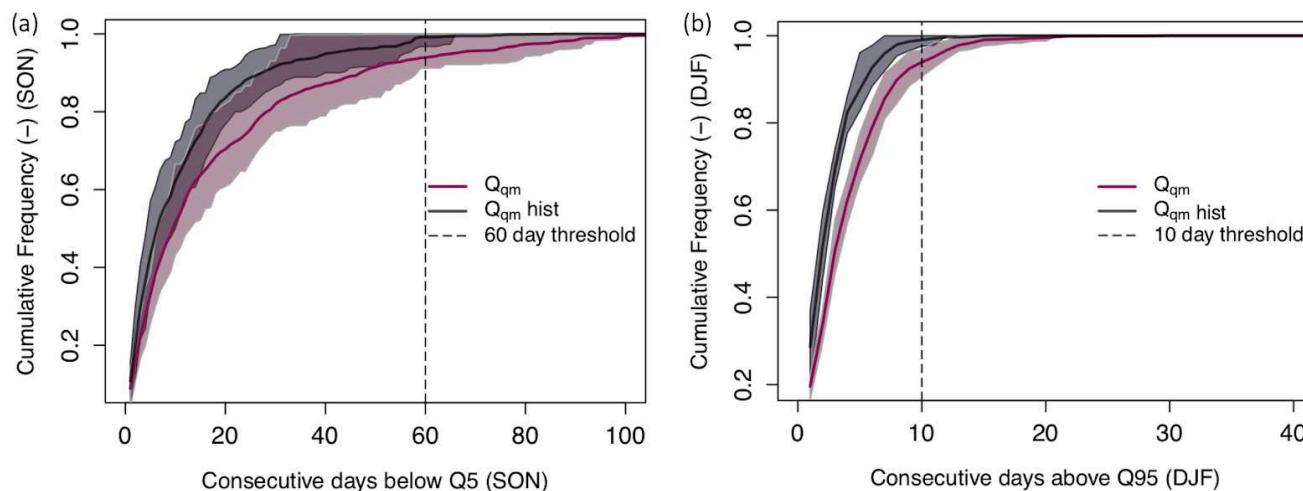 (a)
Cumulative Frequency (–) (SON)
1.0
0.8
0.6
0.4
0.2
Qqm
Qqm hist
60 day threshold
0 20 40 60 80 100
Consecutive days below Q5 (SON)
(b)
Cumulative Frequency (–) (DJF)
1.0
0.8
0.6
0.4
0.2
Qqm
Qqm hist
10 day threshold
0 10 20 30 40
Consecutive days above Q95 (DJF)